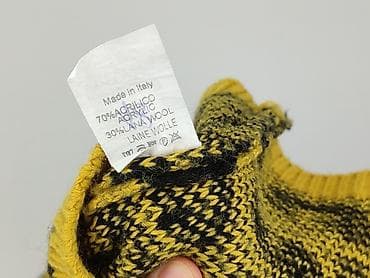 Made in Italy
70% ACRILICO
ACRYLIC
30% LANA WOOL
LAINE WOLLE